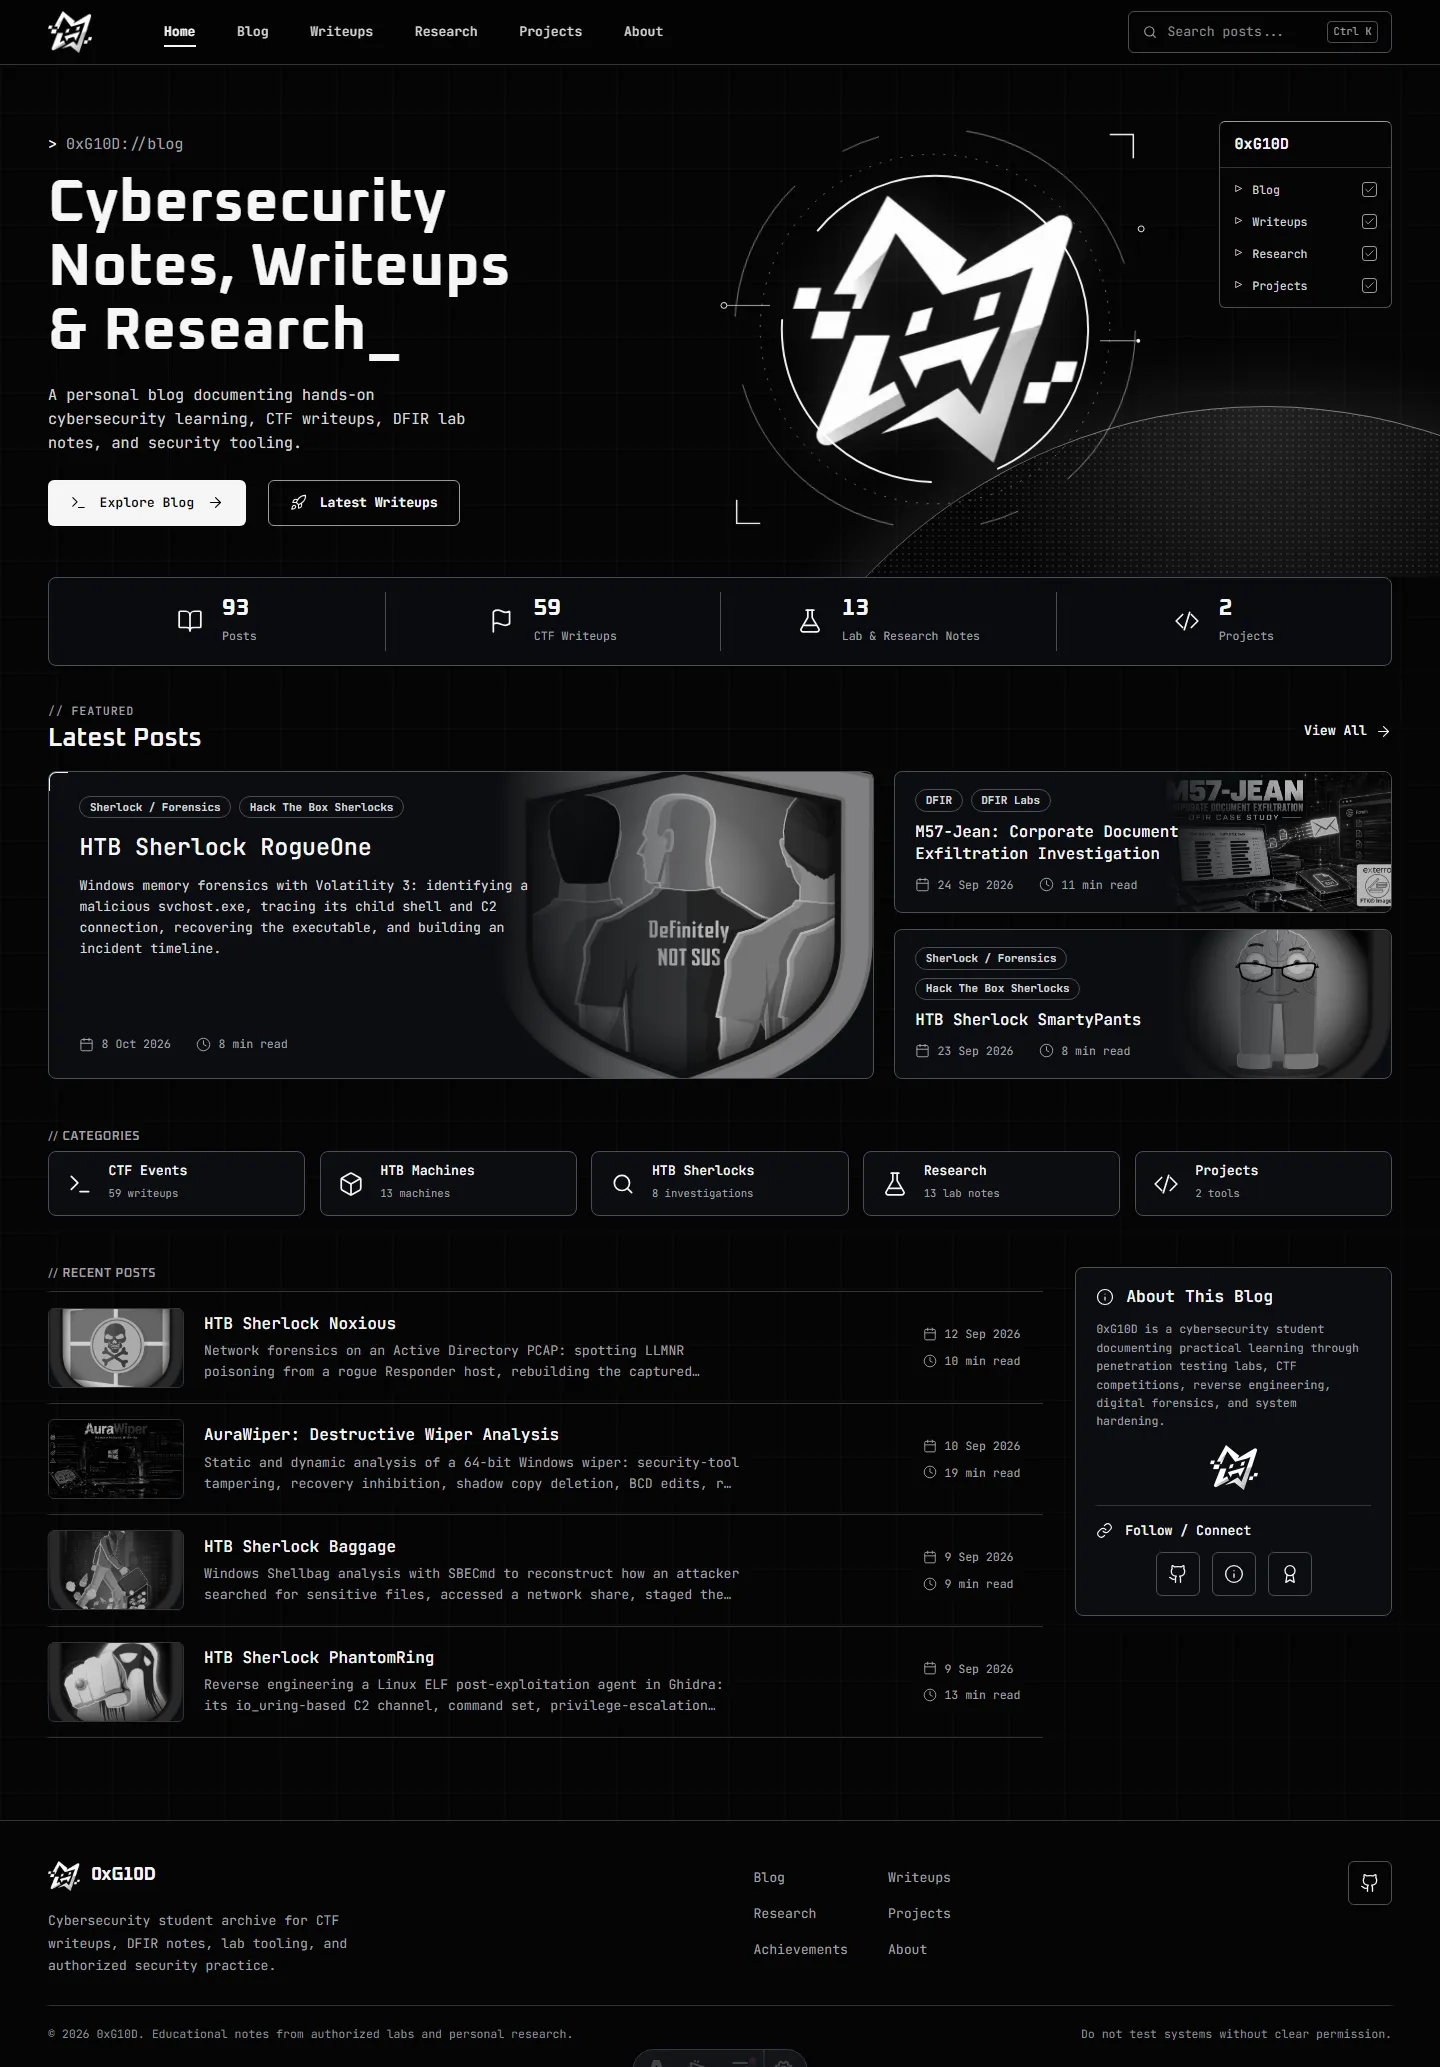 Home Blog Writeups Research Projects About
Search posts... Ctrl K
> 0xG10D://blog
Cybersecurity
Notes, Writeups
& Research_
A personal blog documenting hands-on
cybersecurity learning, CTF writeups, DFIR lab
notes, and security tooling.
>_ Explore Blog →
Latest Writeups
0xG10D
Blog
Writeups
Research
Projects
93
Posts
59
CTF Writeups
13
Lab & Research Notes
2
Projects
// FEATURED
Latest Posts
View All →
Sherlock / Forensics
Hack The Box Sherlocks
HTB Sherlock RogueOne
Windows memory forensics with Volatility 3: identifying a
malicious svchost.exe, tracing its child shell and C2
connection, recovering the executable, and building an
incident timeline.
8 Oct 2026
8 min read
Definitely
NOT SUS
DFIR
DFIR Labs
M57-Jean: Corporate Document
Exfiltration Investigation
24 Sep 2026
11 min read
M57-JEAN
CORPORATE DOCUMENT EXFILTRATION
DFIR CASE STUDY
exterro
Sherlock / Forensics
Hack The Box Sherlocks
HTB Sherlock SmartyPants
23 Sep 2026
8 min read
// CATEGORIES
CTF Events
59 writeups
HTB Machines
13 machines
HTB Sherlocks
8 investigations
Research
13 lab notes
Projects
2 tools
// RECENT POSTS
HTB Sherlock Noxious
Network forensics on an Active Directory PCAP: spotting LLMNR
poisoning from a rogue Responder host, rebuilding the captured…
12 Sep 2026
10 min read
AuraWiper
AuraWiper: Destructive Wiper Analysis
Static and dynamic analysis of a 64-bit Windows wiper: security-tool
tampering, recovery inhibition, shadow copy deletion, BCD edits, r…
10 Sep 2026
19 min read
HTB Sherlock Baggage
Windows Shellbag analysis with SBECmd to reconstruct how an attacker
searched for sensitive files, accessed a network share, staged the…
9 Sep 2026
9 min read
HTB Sherlock PhantomRing
Reverse engineering a Linux ELF post-exploitation agent in Ghidra:
its io_uring-based C2 channel, command set, privilege-escalation…
9 Sep 2026
13 min read
About This Blog
0xG10D is a cybersecurity student
documenting practical learning through
penetration testing labs, CTF
competitions, reverse engineering,
digital forensics, and system
hardening.
Follow / Connect
0xG10D
Cybersecurity student archive for CTF
writeups, DFIR notes, lab tooling, and
authorized security practice.
Blog Writeups
Research Projects
Achievements About
© 2026 0xG10D. Educational notes from authorized labs and personal research.
Do not test systems without clear permission.